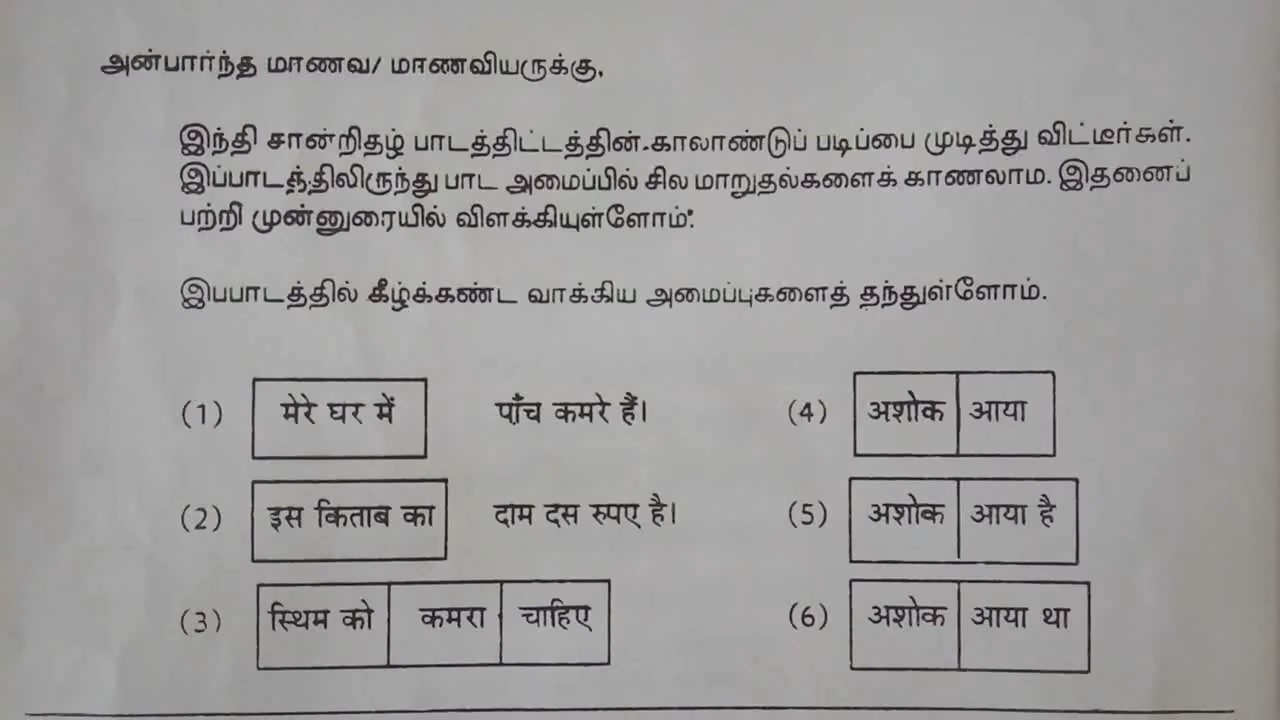 அன்பார்ந்த மாணவ/ மாணவியருக்கு,
இந்தி சான்றிதழ் பாடத்திட்டத்தின்.காலாண்டுப் படிப்பை முடித்து விட்டீர்கள்.
இப்பாடத்திலிருந்து பாட அமைப்பில் சில மாறுதல்களைக் காணலாம. இதனைப்
பற்றி முன்னுரையில் விளக்கியுள்ளோம்.
இபபாடத்தில் கீழ்க்கண்ட வாக்கிய அமைப்புகளைத் தந்துள்ளோம்.
(1) मेरे घर में पाँच कमरे हैं। (4) अशोक आया
(2) इस किताब का दाम दस रुपए है। (5) अशोक आया है
(3) स्थिम को कमरा चाहिए (6) अशोक आया था